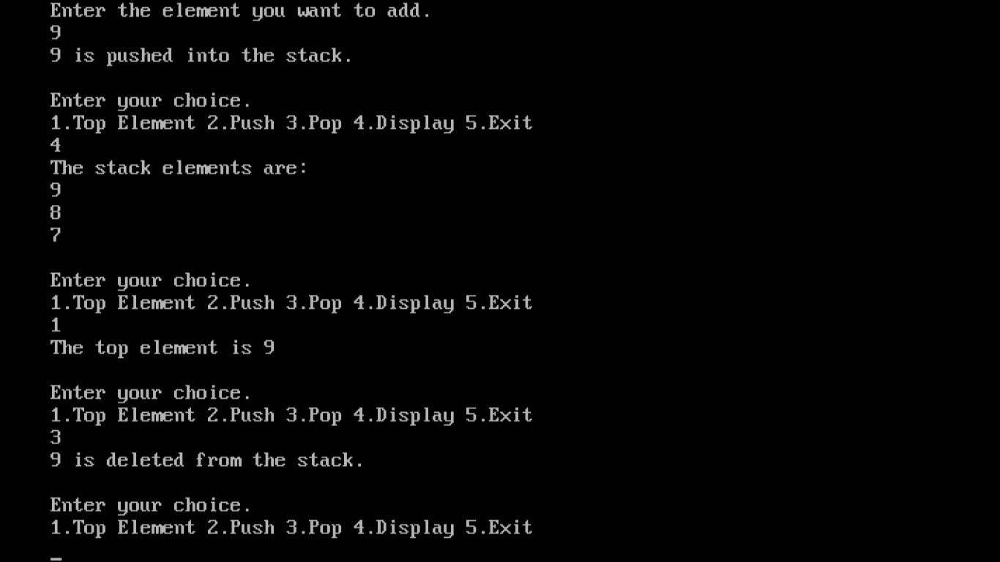 Enter the element you want to add.
9
9 is pushed into the stack.
Enter your choice.
1.Top Element 2.Push 3.Pop 4.Display 5.Exit
4
The stack elements are:
9
8
7
Enter your choice.
1.Top Element 2.Push 3.Pop 4.Display 5.Exit
1
The top element is 9
Enter your choice.
1.Top Element 2.Push 3.Pop 4.Display 5.Exit
3
9 is deleted from the stack.
Enter your choice.
1.Top Element 2.Push 3.Pop 4.Display 5.Exit
_